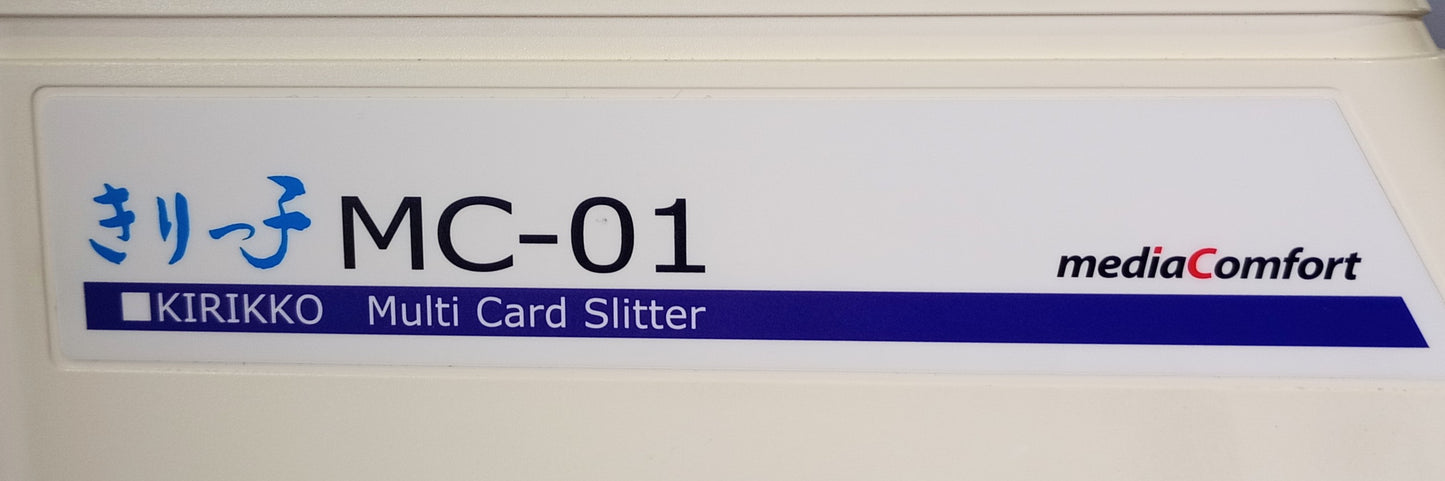 きりっ子 MC-01
mediaComfort
■KIRIKKO Multi Card Slitter